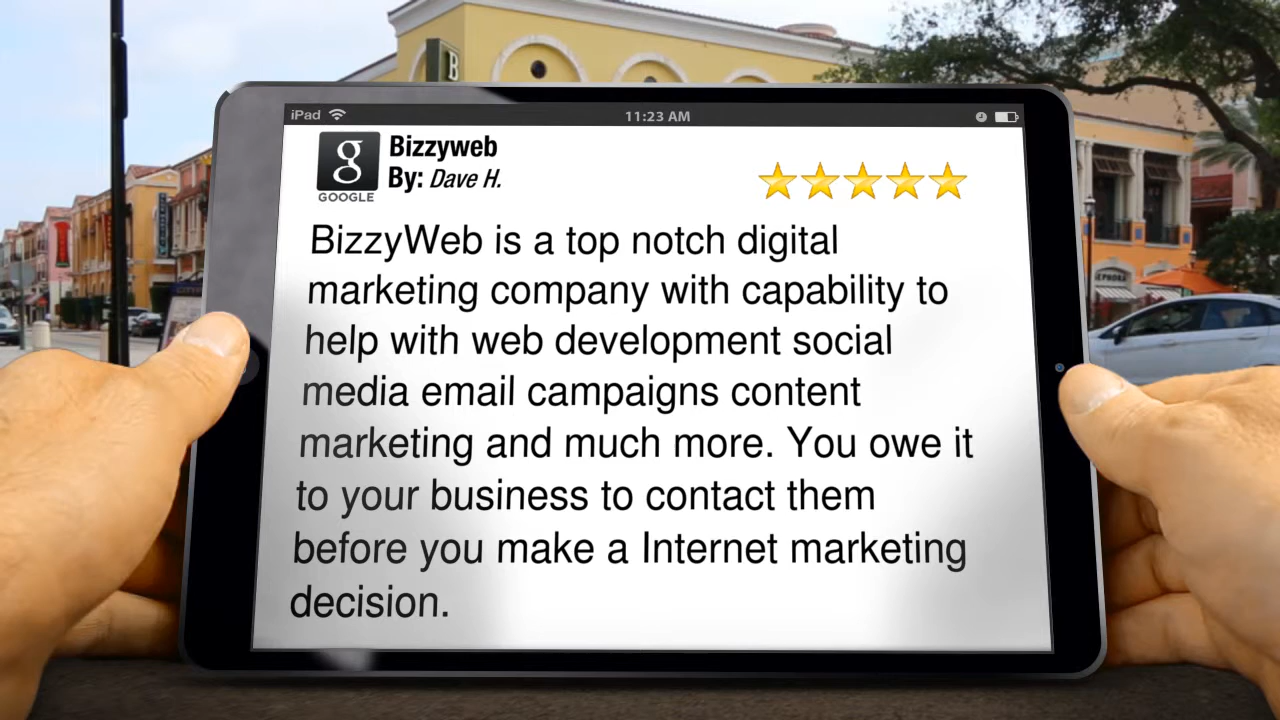 iPad
11:23 AM
g
GOOGLE
Bizzyweb
By: Dave H.
BizzyWeb is a top notch digital
marketing company with capability to
help with web development social
media email campaigns content
marketing and much more. You owe it
to your business to contact them
before you make a Internet marketing
decision.
B
SEPHORA